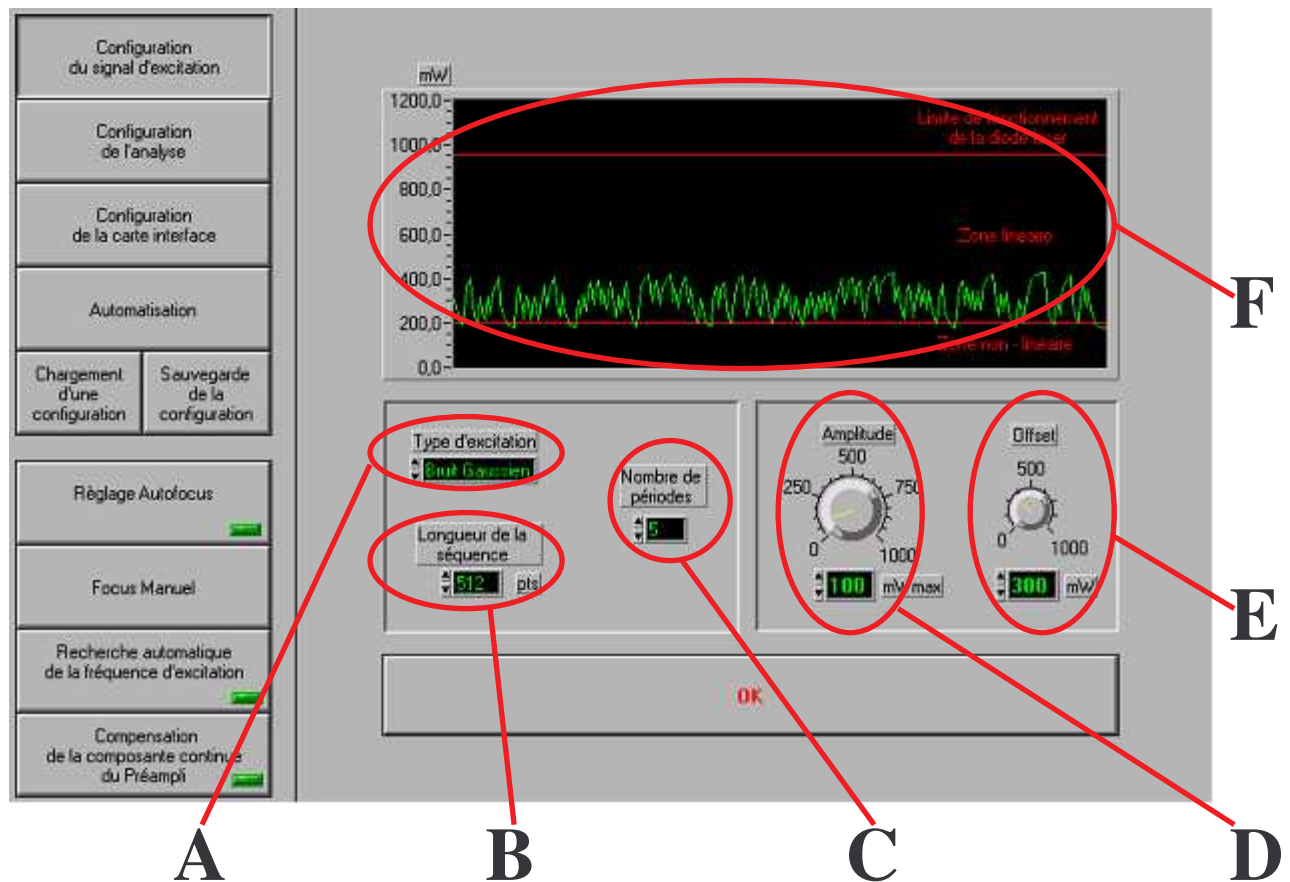 Configuration
du signal d'excitation
Configuration
de l'analyse
Configuration
de la carte interface
Automatisation
Chargement
d'une
configuration
Sauvegarde
de la
configuration
Règlage Autofocus
Focus Manuel
Recherche automatique
de la fréquence d'excitation
Compensation
de la composante continue
du Préampli
mW
1200,0
1000,0
800,0
600,0
400,0
200,0
0,0
Limite de fonctionnement
de la diode laser
Zone linéaire
Zone non - linéaire
F
Type d'excitation
Bruit Gaussien
Longueur de la
séquence
512 pts
Nombre de
périodes
5
Amplitude
500
250 750
0 1000
100 mW max
Offset
500
0 1000
300 mW
E
OK
A B C D